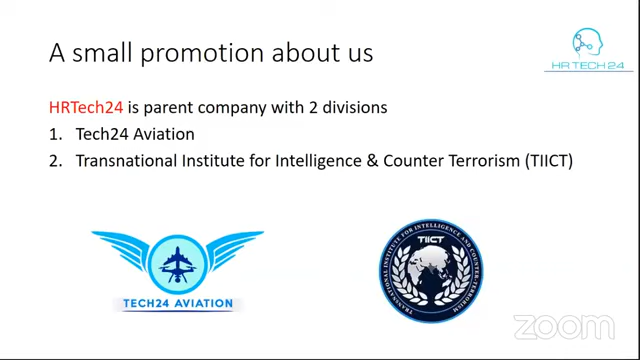 A small promotion about us
HR TECH 24
HRTech24 is parent company with 2 divisions
1. Tech24 Aviation
2. Transnational Institute for Intelligence & Counter Terrorism (TIICT)
TECH24 AVIATION
TIICT
TRANSNATIONAL INSTITUTE FOR INTELLIGENCE AND COUNTER-TERRORISM
zoom